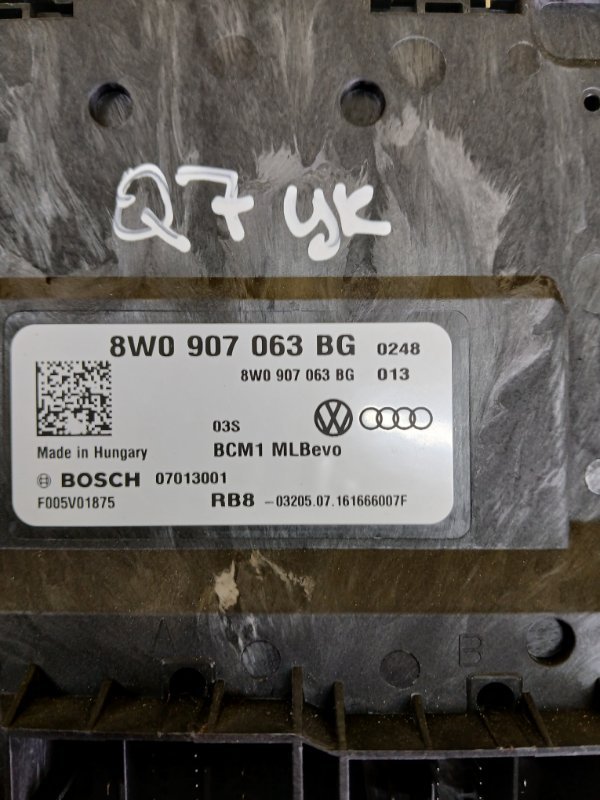 Q7 yk
8W0 907 063 BG 0248
8W0 907 063 BG 013
03S
Made in Hungary BCM1 MLBevo
BOSCH 07013001
F005V01875 RB8 -03205.07.161666007F
A B